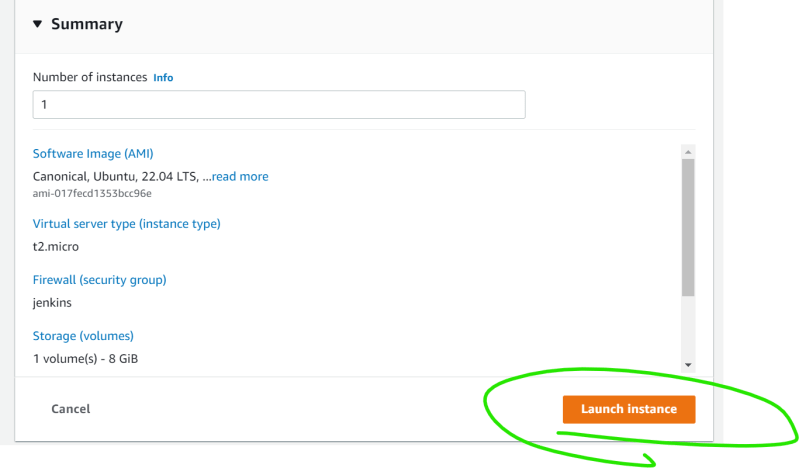 Summary
Number of instances Info
1
Software Image (AMI)
Canonical, Ubuntu, 22.04 LTS, ...read more
ami-017fecd1353bcc96e
Virtual server type (instance type)
t2.micro
Firewall (security group)
jenkins
Storage (volumes)
1 volume(s) - 8 GiB
Cancel
Launch instance